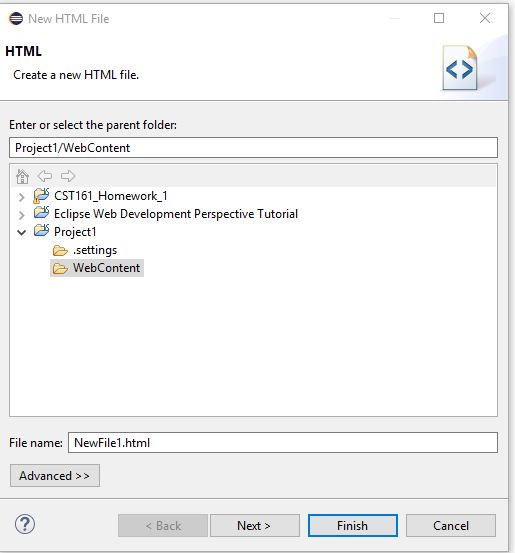 New HTML File
HTML
Create a new HTML file.
Enter or select the parent folder:
Project1/WebContent
CST161_Homework_1
Eclipse Web Development Perspective Tutorial
Project1
.settings
WebContent
File name: NewFile1.html
Advanced >>
? < Back Next > Finish Cancel